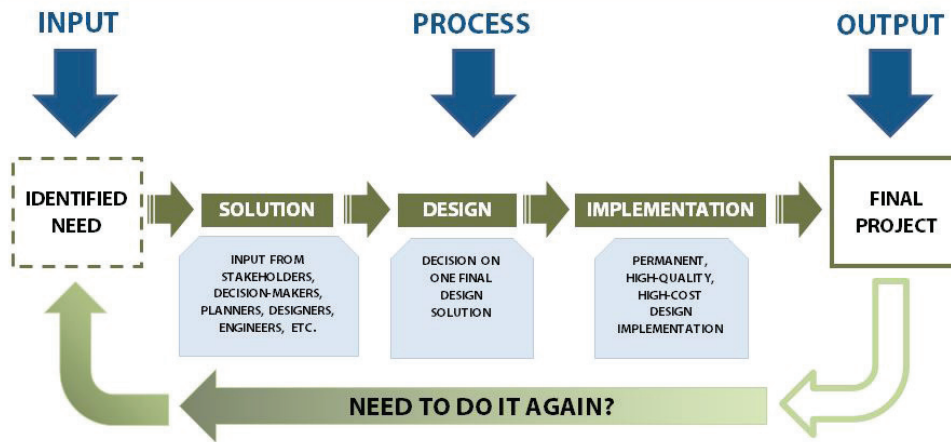 INPUT
PROCESS
OUTPUT
IDENTIFIED
NEED
SOLUTION
DESIGN
IMPLEMENTATION
FINAL
PROJECT
INPUT FROM
STAKEHOLDERS,
DECISION-MAKERS,
PLANNERS, DESIGNERS,
ENGINEERS, ETC.
DECISION ON
ONE FINAL
DESIGN
SOLUTION
PERMANENT,
HIGH-QUALITY,
HIGH-COST
DESIGN
IMPLEMENTATION
NEED TO DO IT AGAIN?